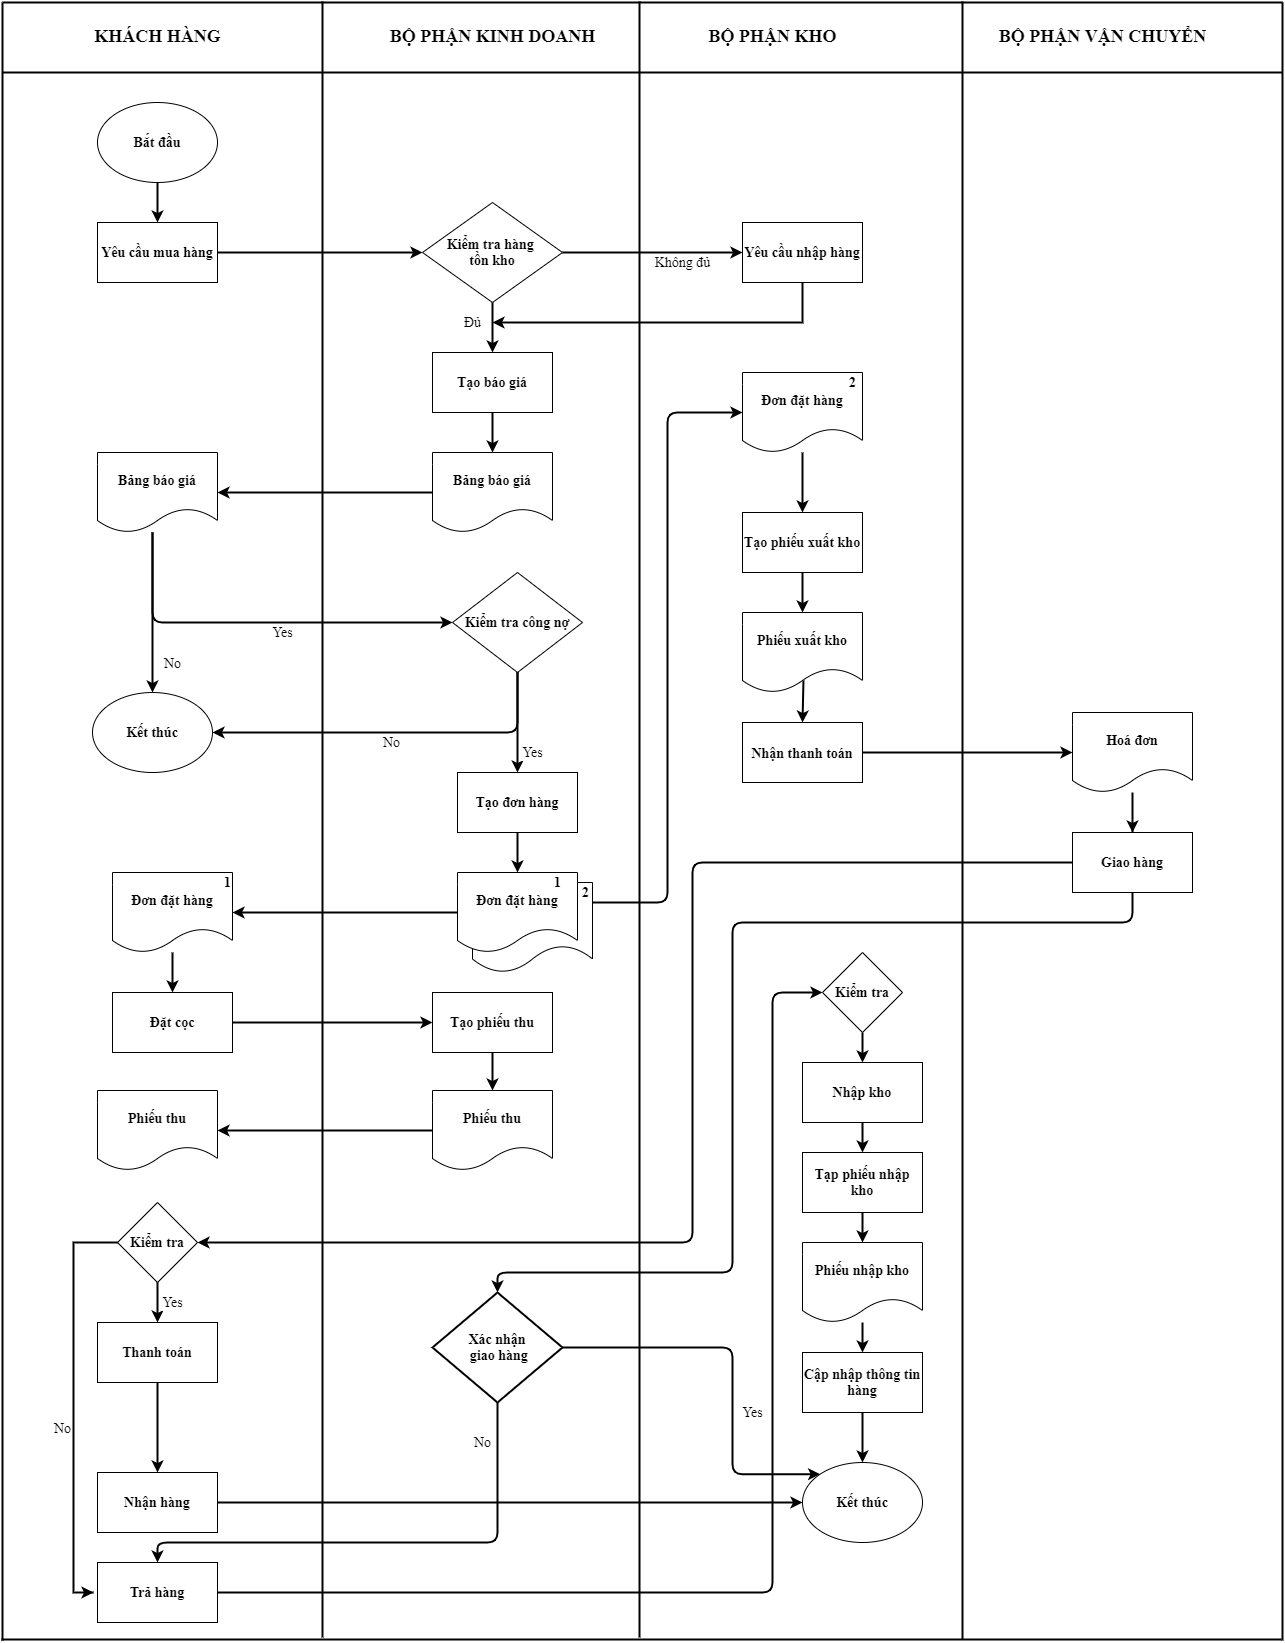 KHÁCH HÀNG
BỘ PHẬN KINH DOANH
BỘ PHẬN KHO
BỘ PHẬN VẬN CHUYỂN
Bắt đầu
Yêu cầu mua hàng
Kiểm tra hàng
tồn kho
Không đủ
Yêu cầu nhập hàng
Đủ
Tạo báo giá
2
Đơn đặt hàng
Bảng báo giá
Bảng báo giá
Tạo phiếu xuất kho
Kiểm tra công nợ
Yes
Phiếu xuất kho
No
Kết thúc
No
Yes
Nhận thanh toán
Hoá đơn
Tạo đơn hàng
Giao hàng
1
Đơn đặt hàng
1
2
Đơn đặt hàng
Kiểm tra
Đặt cọc
Tạo phiếu thu
Nhập kho
Phiếu thu
Phiếu thu
Tạp phiếu nhập
kho
Kiểm tra
Phiếu nhập kho
Yes
Thanh toán
Xác nhận
giao hàng
Cập nhập thông tin
hàng
Yes
No
No
Nhận hàng
Kết thúc
Trả hàng